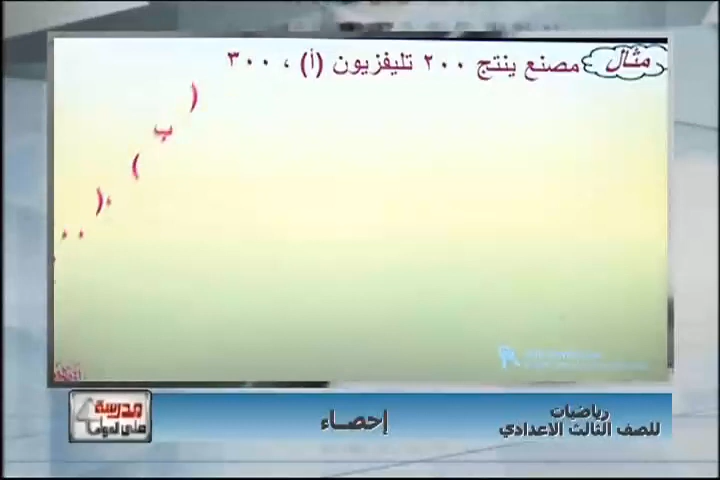 مثال
مصنع ينتج ٢٠٠ تليفزيون (أ) ، ٣٠٠
(
ب
)
مدرسة
على الهواء
إحصاء
رياضيات
للصف الثالث الاعدادي